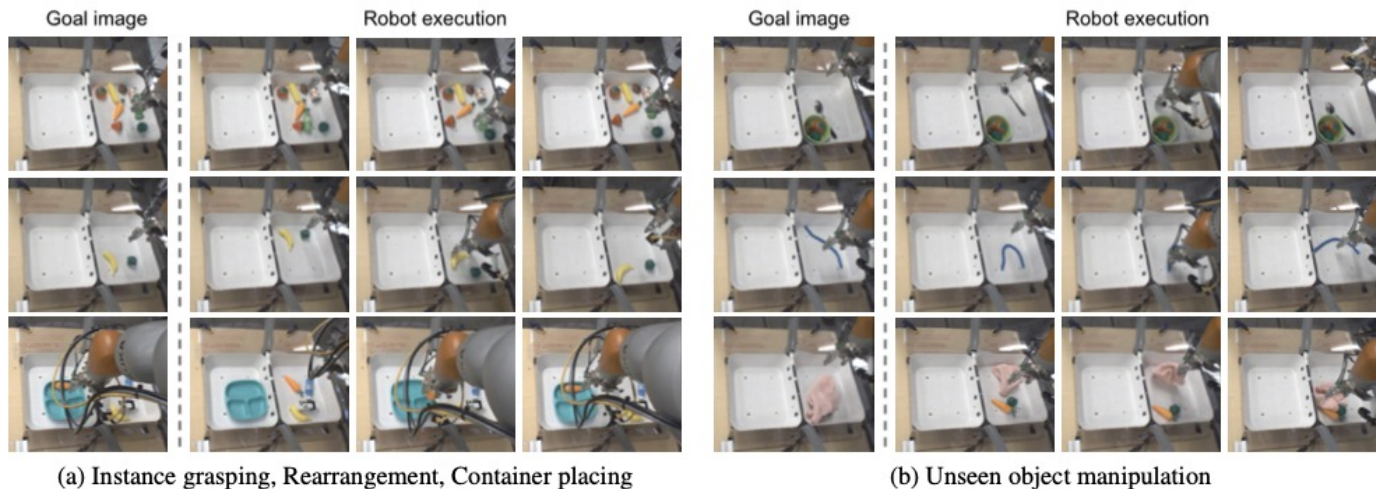 Goal image
Robot execution
Goal image
Robot execution
(a) Instance grasping, Rearrangement, Container placing
(b) Unseen object manipulation